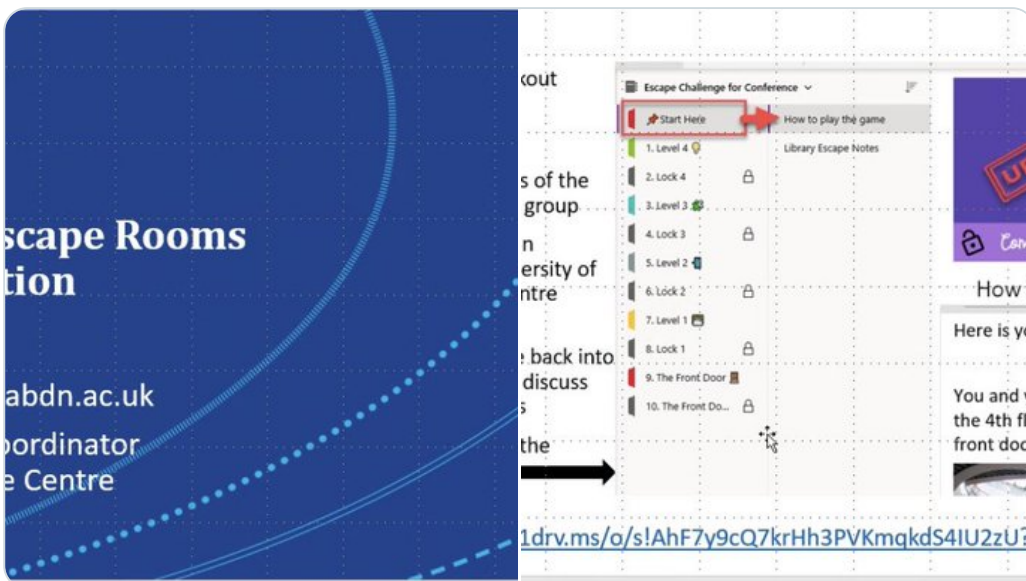 scape Rooms
tion
abdn.ac.uk
oordinator
e Centre
kout
s of the
group
n
ersity of
ntre
back into
discuss
s
the
Escape Challenge for Conference
Start Here
How to play the game
1. Level 4
Library Escape Notes
2. Lock 4
3. Level 3
4. Lock 3
5. Level 2
6. Lock 2
7. Level 1
8. Lock 1
9. The Front Door
10. The Front Do...
Com
How
Here is yo
You and
the 4th fl
front doo
1drv.ms/o/s!AhF7y9cQ7krHh3PVKmqkdS4IU2zU?